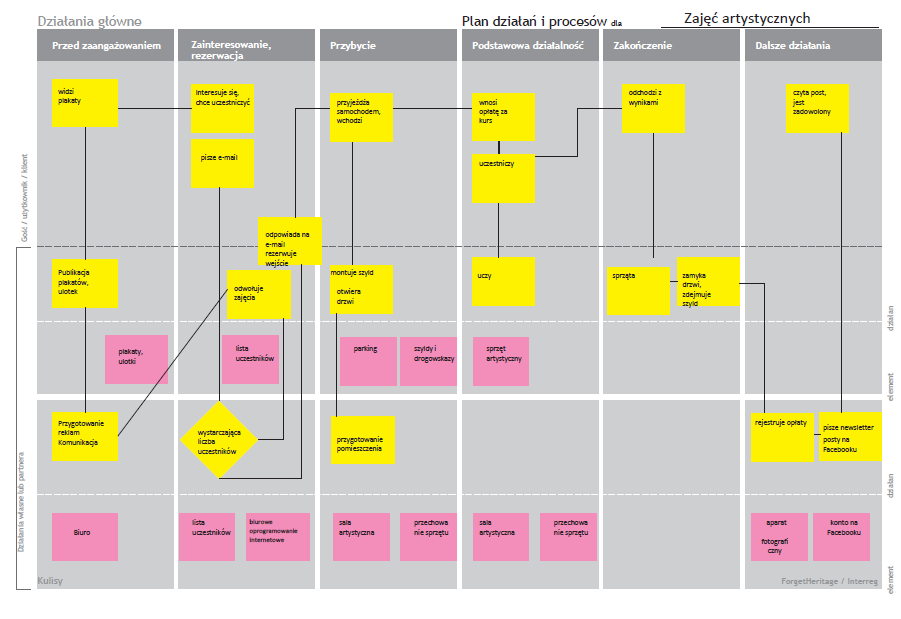 Działania główne
Plan działań i procesów dla
Zajęć artystycznych
Przed zaangażowaniem
Zainteresowanie,
rezerwacja
Przybycie
Podstawowa działalność
Zakończenie
Dalsze działania
widzi
plakaty
interesuje się,
chce uczestniczyć
pisze e-mail
przyjeżdża
samochodem,
wchodzi
wnosi
opłatę za
kurs
uczestniczy
odchodzi z
wynikami
czyta post,
jest
zadowolony
Gość / użytkownik / klient
odpowiada na
e-mail
rezerwuje
wejście
Publikacja
plakatów,
ulotek
odwołuje
zajęcia
montuje szyld
otwiera
drzwi
uczy
sprząta
zamyka
drzwi,
zdejmuje
szyld
działan
plakaty,
ulotki
lista
uczestników
parking
szyldy i
drogowskazy
sprzęt
artystyczny
element
Przygotowanie
reklam
Komunikacja
wystarczająca
liczba
uczestników
przygotowanie
pomieszczenia
rejestruje opłaty
pisze newsletter
posty na
Facebooku
działan
Działania własne lub partnera
Biuro
lista
uczestników
biurowe
oprogramowanie
internetowe
sala
artystyczna
przechowa
nie sprzętu
sala
artystyczna
przechowa
nie sprzętu
aparat
fotografi
czny
konto na
Facebooku
element
Kulisy
ForgetHeritage / Interreg